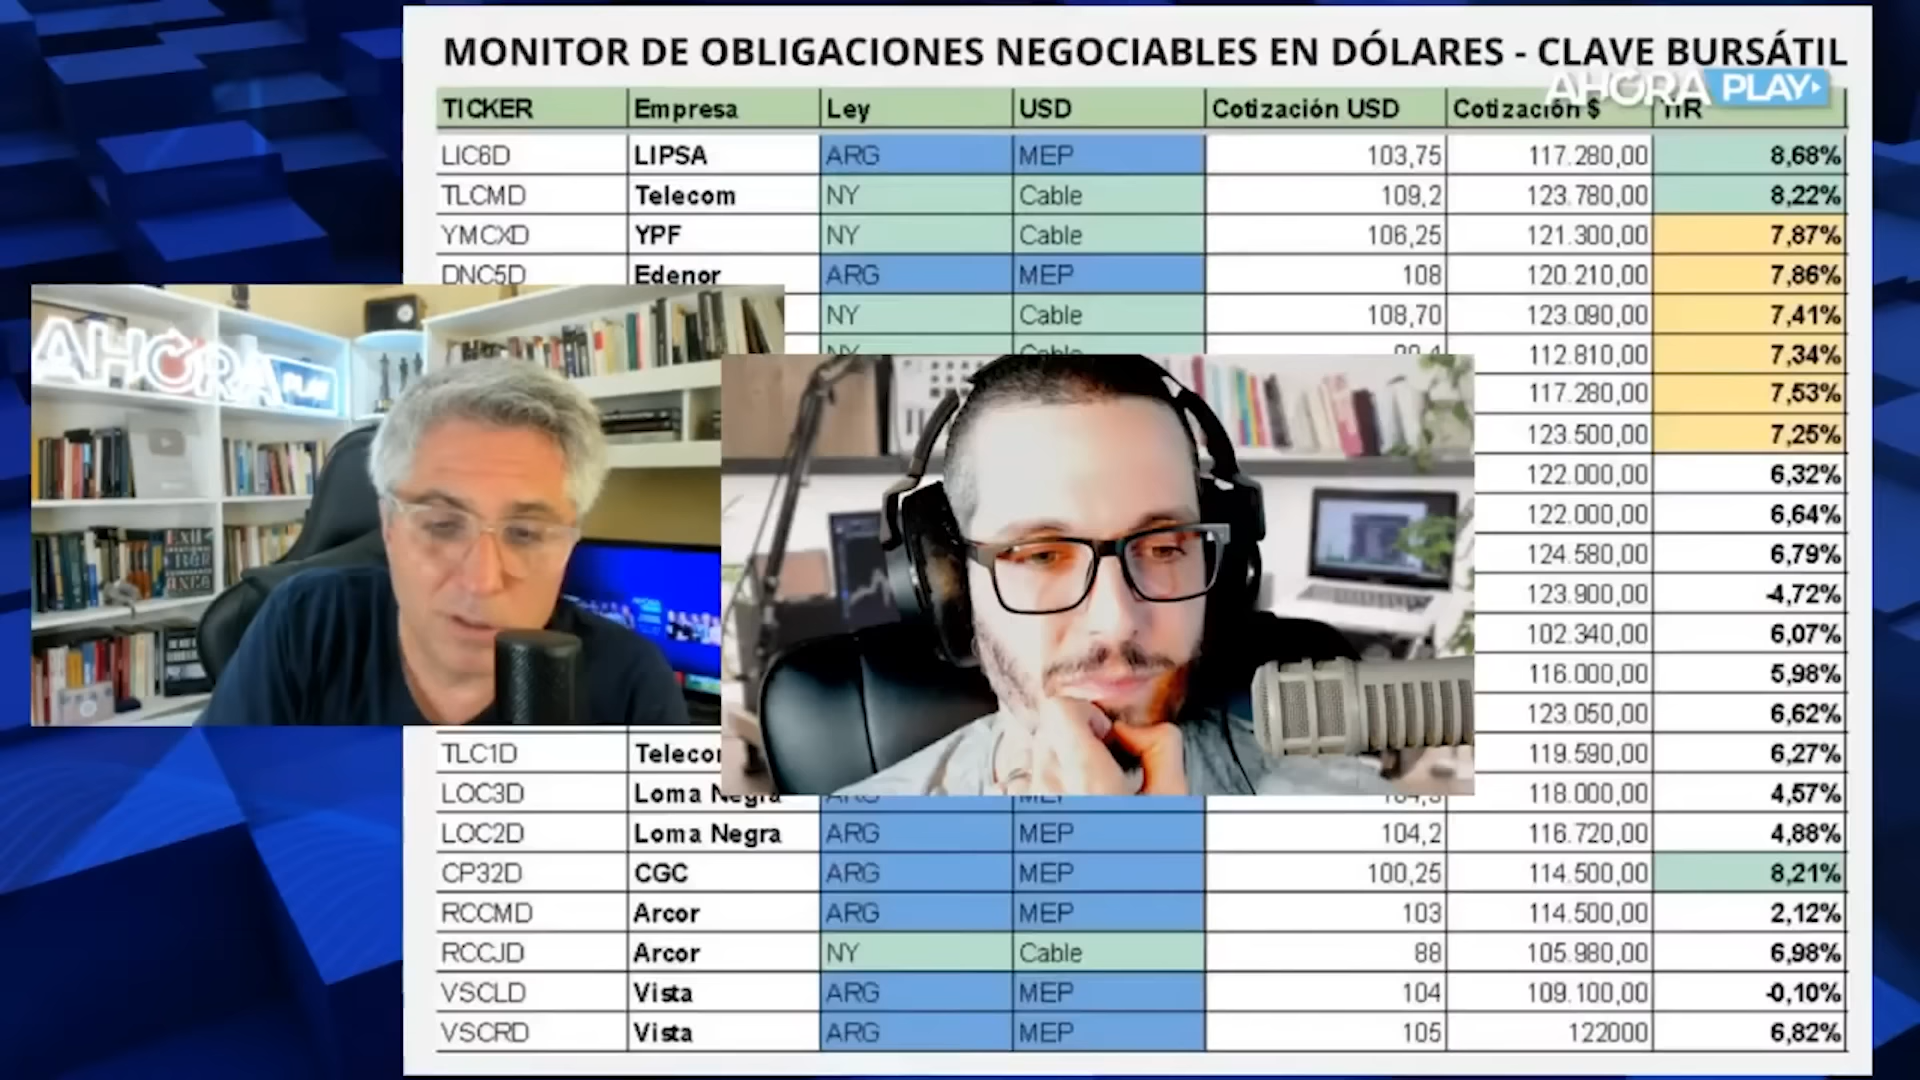 MONITOR DE OBLIGACIONES NEGOCIABLES EN DÓLARES - CLAVE BURSÁTIL
AHORA PLAY
TICKER Empresa Ley USD Cotización USD Cotización $ TIR
LIC6D LIPSA ARG MEP 103,75 117.280,00 8,68%
TLCMD Telecom NY Cable 109,2 123.780,00 8,22%
YMCXD YPF NY Cable 106,25 121.300,00 7,87%
DNC5D Edenor ARG MEP 108 120.210,00 7,86%
NY Cable 108,70 123.090,00 7,41%
NY Cable 112.810,00 7,34%
117.280,00 7,53%
123.500,00 7,25%
122.000,00 6,32%
122.000,00 6,64%
124.580,00 6,79%
123.900,00 -4,72%
102.340,00 6,07%
116.000,00 5,98%
123.050,00 6,62%
TLC1D Teleco 119.590,00 6,27%
LOC3D Loma Negra ARG MEP 118.000,00 4,57%
LOC2D Loma Negra ARG MEP 104,2 116.720,00 4,88%
CP32D CGC ARG MEP 100,25 114.500,00 8,21%
RCCMD Arcor ARG MEP 103 114.500,00 2,12%
RCCJD Arcor NY Cable 88 105.980,00 6,98%
VSCLD Vista ARG MEP 104 109.100,00 -0,10%
VSCRD Vista ARG MEP 105 122000 6,82%
AHORA PLAY